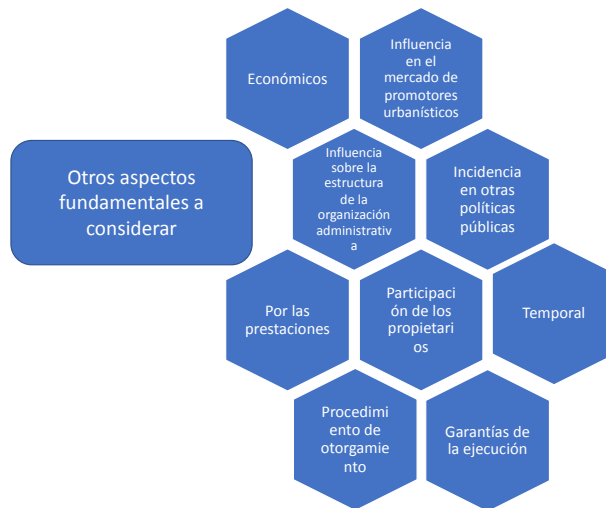 Económicos
Influencia
en el
mercado de
promotores
urbanísticos
Otros aspectos
fundamentales a
considerar
Influencia
sobre la
estructura
de la
organización
administrativ
a
Incidencia
en otras
políticas
públicas
Por las
prestaciones
Participaci
ón de los
propietari
os
Temporal
Procedimi
ento de
otorgamie
nto
Garantías de
la ejecución